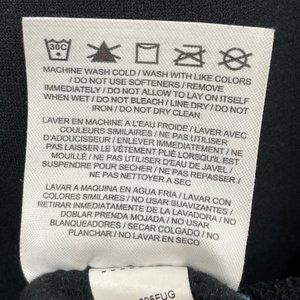 30C
MACHINE WASH COLD / WASH WITH LIKE COLORS
/ DO NOT USE SOFTENERS / REMOVE
IMMEDIATELY / DO NOT ALLOW TO LAY ON ITSELF
WHEN WET / DO NOT BLEACH / LINE DRY / DO NOT
IRON / DO NOT DRY CLEAN
LAVER EN MACHINE A L'EAU FROIDE / LAVER AVEC
COULEURS SIMILAIRES / NE PAS UTILISER
D'ADOUCISSEUR / ENLEVER IMMEDIATEMENT / NE
PAS LAISSER LE VÊTEMENT PLIÉ LORSQU'IL EST
MOUILLÉ / NE PAS UTILISER D'EAU DE JAVEL /
SUSPENDRE POUR SECHER / NE PAS REPASSER /
NE PAS NETTOYER A SEC
LAVAR A MAQUINA EN AGUA FRIA / LAVAR CON
COLORES SIMILARES / NO USAR SUAVIZANTES /
RETIRAR INMEDIATAMENTE DE LA LAVADORA / NO
DOBLAR PRENDA MOJADA / NO USAR
BLANQUEADORES / SECAR COLGADO / NO
PLANCHAR / NO LAVAR EN SECO